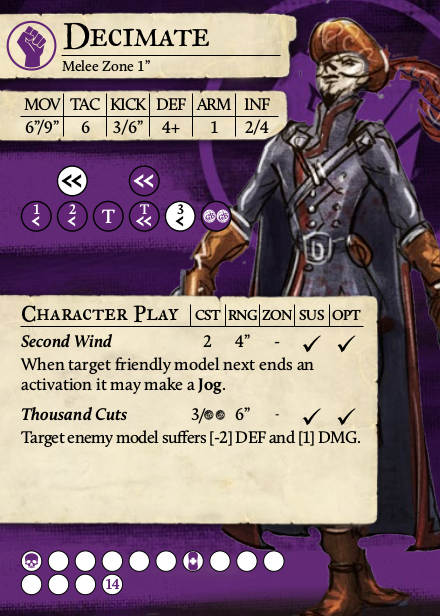 DECIMATE
Melee Zone 1”
MOV TAC KICK DEF ARM INF
6”/9” 6 3/6” 4+ 1 2/4
<< <<
1 < 2 < T T << 3 <
CHARACTER PLAY CST RNG ZON SUS OPT
Second Wind 2 4” - ✓ ✓
When target friendly model next ends an
activation it may make a Jog.
Thousand Cuts 3/ 6” - ✓ ✓
Target enemy model suffers [-2] DEF and [1] DMG.
14